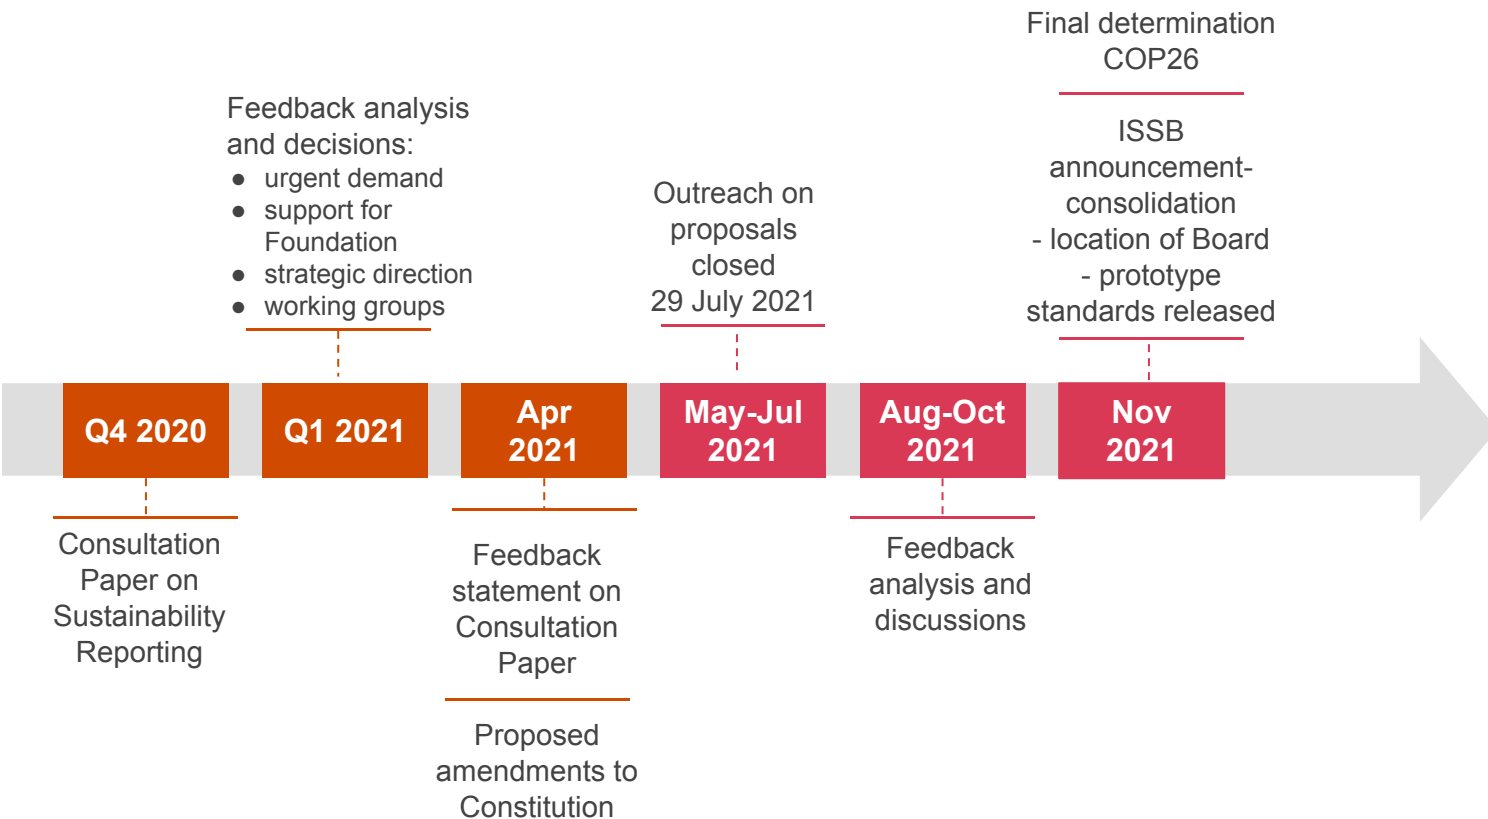 Final determination
COP26
ISSB
announcement-
consolidation
- location of Board
- prototype
standards released
Feedback analysis
and decisions:
● urgent demand
● support for
Foundation
● strategic direction
● working groups
Outreach on
proposals
closed
29 July 2021
Q4 2020
Q1 2021
Apr
2021
May-Jul
2021
Aug-Oct
2021
Nov
2021
Consultation
Paper on
Sustainability
Reporting
Feedback
statement on
Consultation
Paper
Proposed
amendments to
Constitution
Feedback
analysis and
discussions